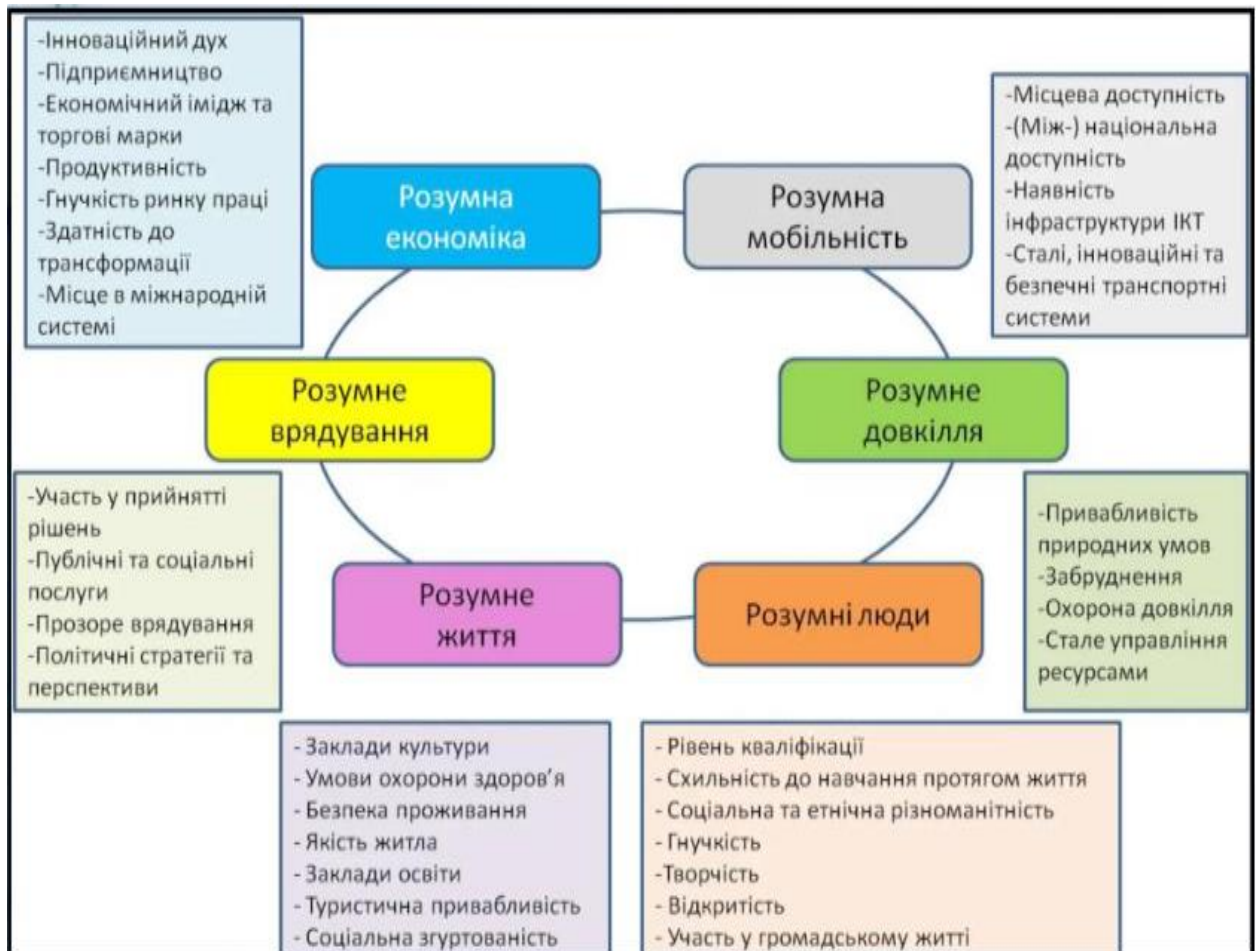 -Інноваційний дух
-Підприємництво
-Економічний імідж та
торгові марки
-Продуктивність
-Гнучкість ринку праці
-Здатність до
трансформації
-Місце в міжнародній
системі
Розумна
економіка
Розумна
мобільність
-Місцева доступність
-(Між-) національна
доступність
-Наявність
інфраструктури ІКТ
-Сталі, інноваційні та
безпечні транспортні
системи
Розумне
врядування
Розумне
довкілля
-Участь у прийнятті
рішень
-Публічні та соціальні
послуги
-Прозоре врядування
-Політичні стратегії та
перспективи
Розумне
життя
Розумні люди
-Привабливість
природних умов
-Забруднення
-Охорона довкілля
-Стале управління
ресурсами
- Заклади культури
- Умови охорони здоров’я
- Безпека проживання
- Якість житла
- Заклади освіти
- Туристична привабливість
- Соціальна згуртованість
- Рівень кваліфікації
- Схильність до навчання протягом життя
- Соціальна та етнічна різноманітність
- Гнучкість
-Творчість
- Відкритість
- Участь у громадському житті